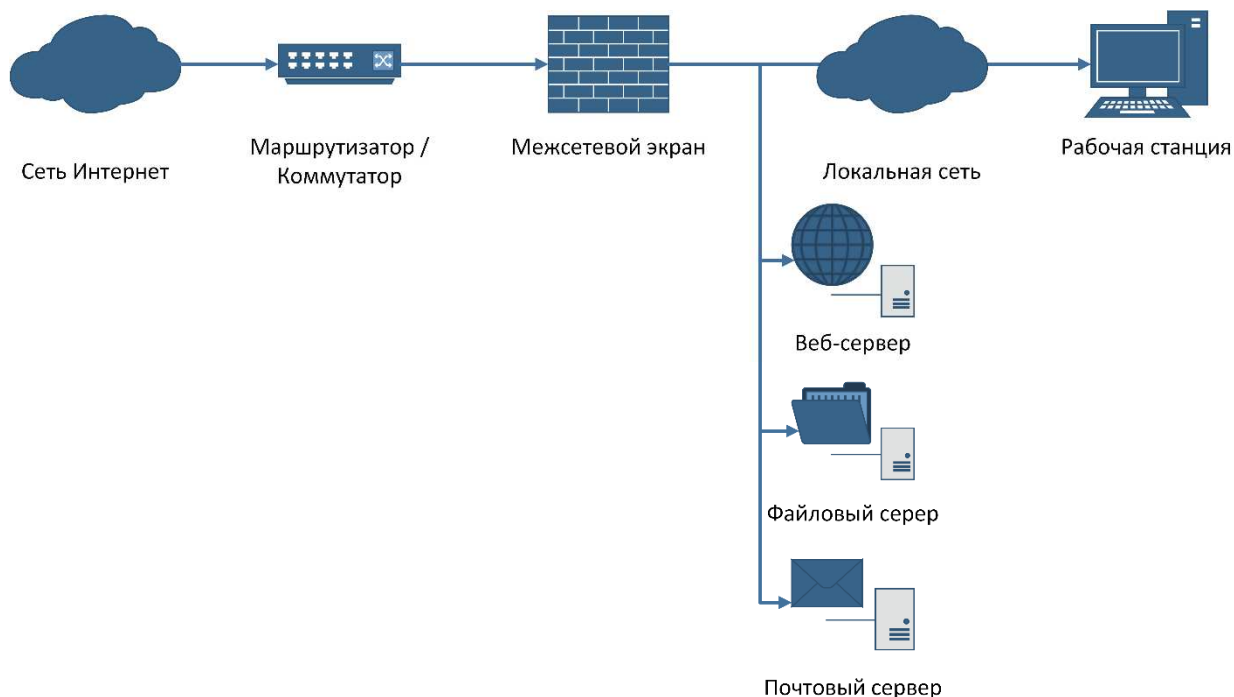 Сеть Интернет
Маршрутизатор /
Коммутатор
Межсетевой экран
Локальная сеть
Рабочая станция
Веб-сервер
Файловый серер
Почтовый сервер